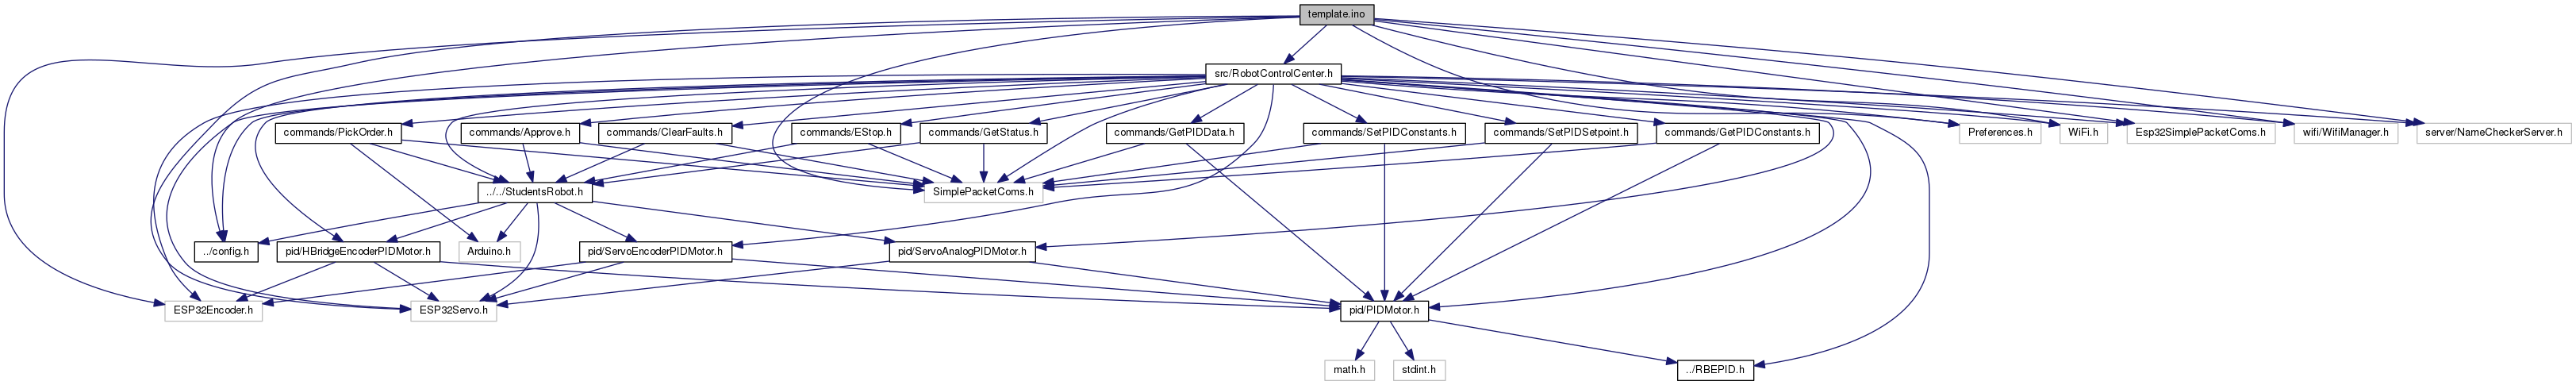 template.ino
src/RobotControlCenter.h
commands/PickOrder.h
commands/Approve.h
commands/ClearFaults.h
commands/EStop.h
commands/GetStatus.h
commands/GetPIDData.h
commands/SetPIDConstants.h
commands/SetPIDSetpoint.h
commands/GetPIDConstants.h
Preferences.h
WiFi.h
Esp32SimplePacketComs.h
wifi/WifiManager.h
server/NameCheckerServer.h
../../StudentsRobot.h
SimplePacketComs.h
../config.h
pid/HBridgeEncoderPIDMotor.h
Arduino.h
pid/ServoEncoderPIDMotor.h
pid/ServoAnalogPIDMotor.h
ESP32Encoder.h
ESP32Servo.h
pid/PIDMotor.h
math.h
stdint.h
../RBEPID.h